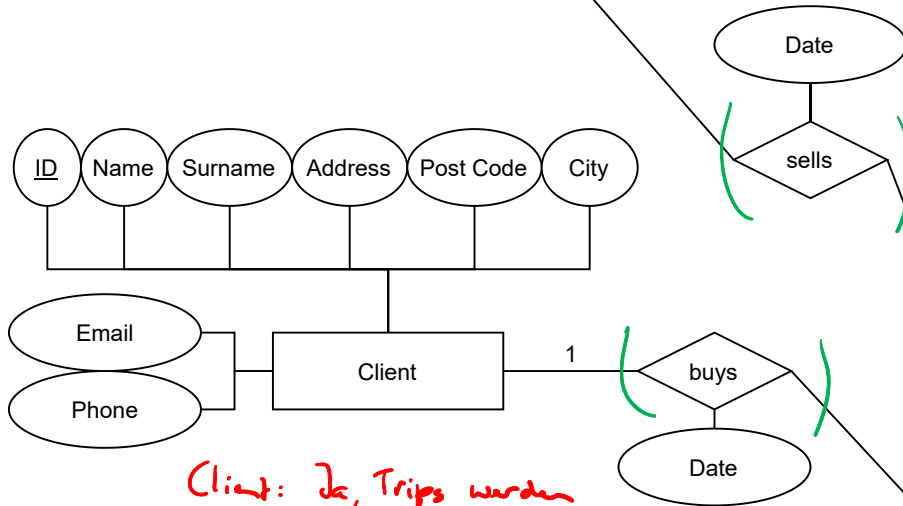 Date
sells
ID Name Surname Address Post Code City
Email
Phone
Client
1
buys
Date
Client: Ja, Trips werden